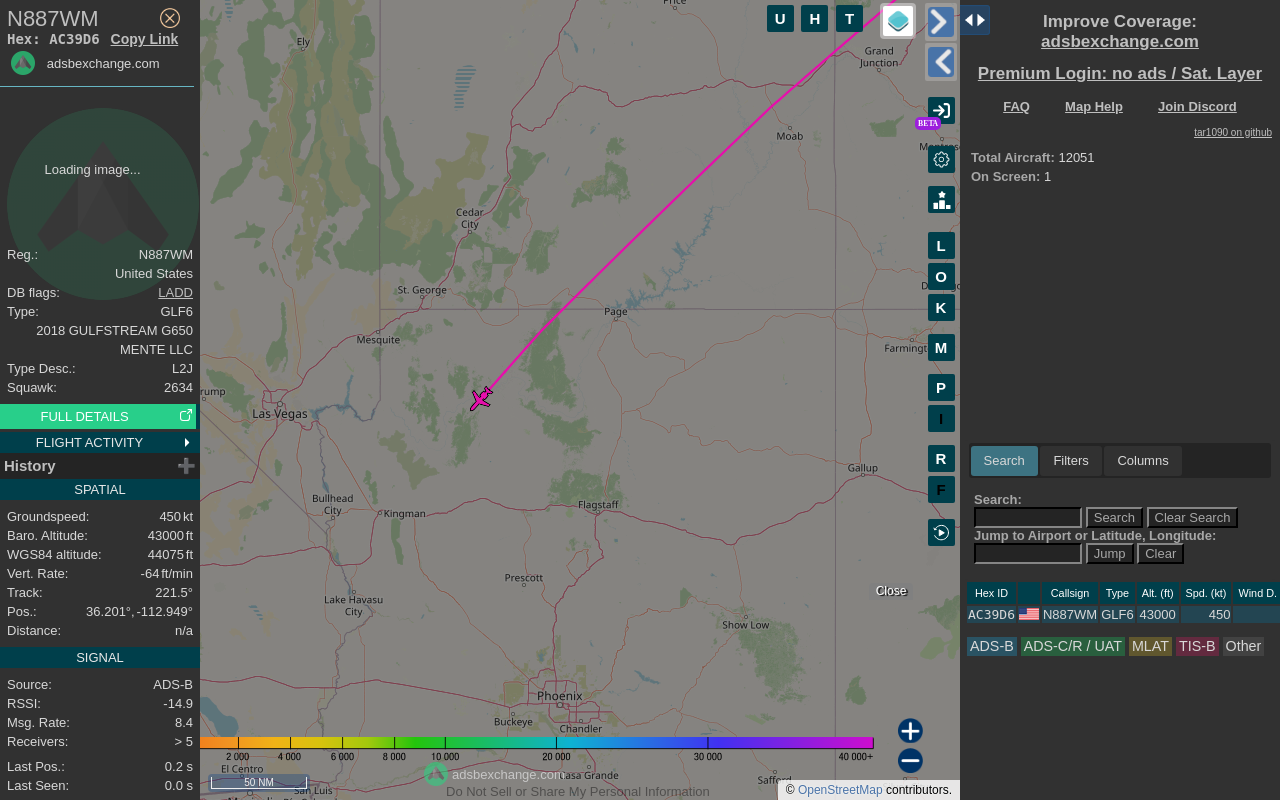 N887WM
Hex: AC39D6 Copy Link
adsbexchange.com
Loading image...
Reg.: N887WM
United States
DB flags: LADD
Type: GLF6
2018 GULFSTREAM G650
MENTE LLC
Type Desc.: L2J
Squawk: 2634
FULL DETAILS
FLIGHT ACTIVITY
History
SPATIAL
Groundspeed: 450 kt
Baro. Altitude: 43000 ft
WGS84 altitude: 44075 ft
Vert. Rate: -64 ft/min
Track: 221.5°
Pos.: 36.201°, -112.949°
Distance: n/a
SIGNAL
Source: ADS-B
RSSI: -14.9
Msg. Rate: 8.4
Receivers: > 5
Last Pos.: 0.2 s
Last Seen: 0.0 s
Price
Ely
Grand
Junction
Moab
Cedar
City
St. George
Page
Mesquite
Las Vegas
Gallup
Bullhead
City
Kingman
Flagstaff
Prescott
Lake Havasu
City
Show Low
Phoenix
Buckeye
Chandler
El Centro
San Luis
Casa Grande
Safford
U H T
BETA
L
O
K
M
P
I
R
F
Close
2 000 4 000 6 000 8 000 10 000 20 000 30 000 40 000+
50 NM
adsbexchange.com
Do Not Sell or Share My Personal Information
© OpenStreetMap contributors.
Improve Coverage:
adsbexchange.com
Premium Login: no ads / Sat. Layer
FAQ Map Help Join Discord
tar1090 on github
Total Aircraft: 12051
On Screen: 1
Search Filters Columns
Search:
Search Clear Search
Jump to Airport or Latitude, Longitude:
Jump Clear
Hex ID Callsign Type Alt. (ft) Spd. (kt) Wind D.
AC39D6 N887WM GLF6 43000 450
ADS-B ADS-C/R / UAT MLAT TIS-B Other